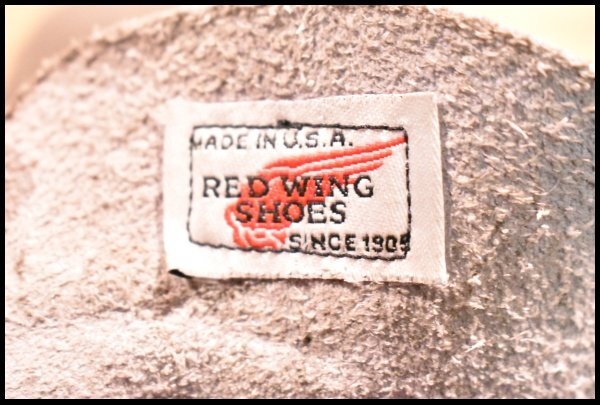 MADE IN U.S.A.
RED WING
SHOES
SINCE 1905